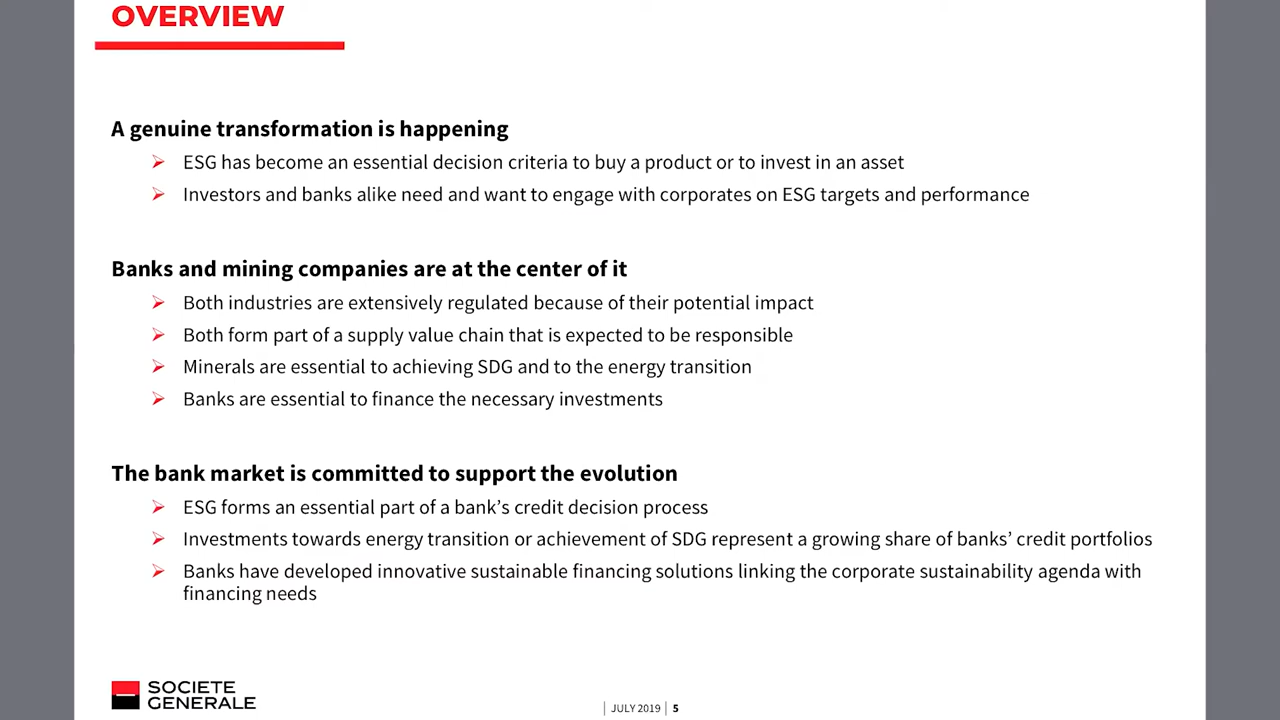 OVERVIEW
A genuine transformation is happening
ESG has become an essential decision criteria to buy a product or to invest in an asset
Investors and banks alike need and want to engage with corporates on ESG targets and performance
Banks and mining companies are at the center of it
Both industries are extensively regulated because of their potential impact
Both form part of a supply value chain that is expected to be responsible
Minerals are essential to achieving SDG and to the energy transition
Banks are essential to finance the necessary investments
The bank market is committed to support the evolution
ESG forms an essential part of a bank’s credit decision process
Investments towards energy transition or achievement of SDG represent a growing share of banks’ credit portfolios
Banks have developed innovative sustainable financing solutions linking the corporate sustainability agenda with
financing needs
SOCIETE
GENERALE
| JULY 2019 | 5